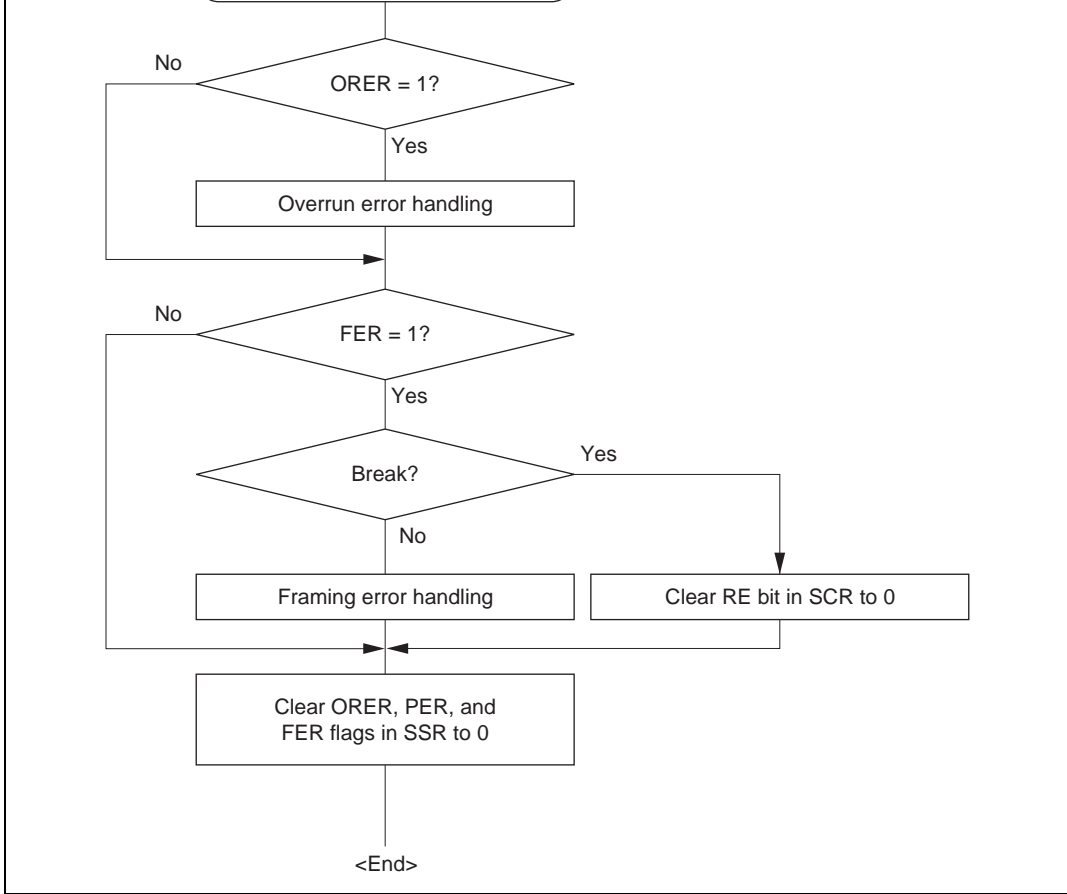 No
ORER = 1?
Yes
Overrun error handling
No
FER = 1?
Yes
Break?
Yes
No
Framing error handling
Clear RE bit in SCR to 0
Clear ORER, PER, and
FER flags in SSR to 0
<End>